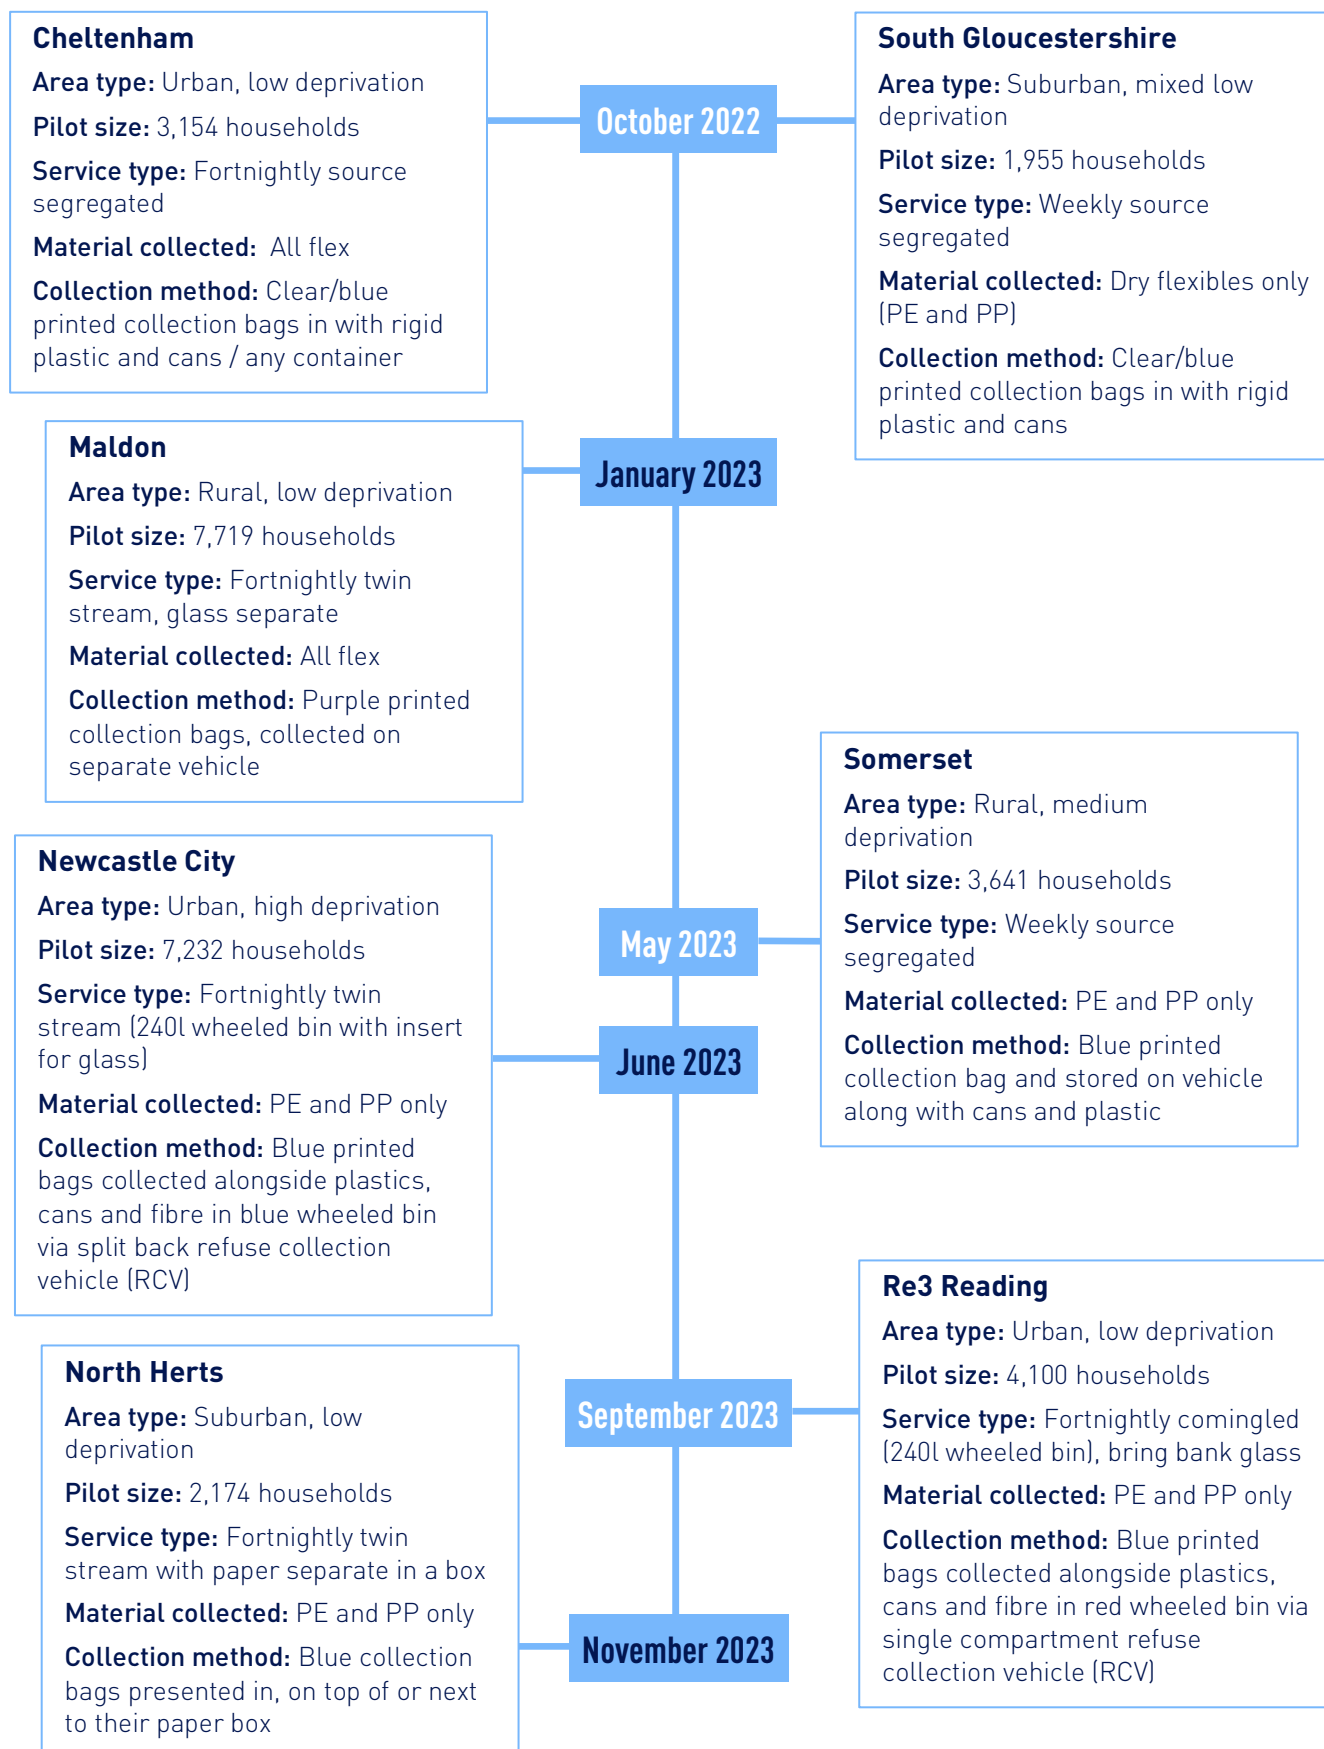 Cheltenham
Area type: Urban, low deprivation
Pilot size: 3,154 households
Service type: Fortnightly source
segregated
Material collected: All flex
Collection method: Clear/blue
printed collection bags in with rigid
plastic and cans / any container
October 2022
South Gloucestershire
Area type: Suburban, mixed low
deprivation
Pilot size: 1,955 households
Service type: Weekly source
segregated
Material collected: Dry flexibles only
(PE and PP)
Collection method: Clear/blue
printed collection bags in with rigid
plastic and cans
Maldon
Area type: Rural, low deprivation
Pilot size: 7,719 households
Service type: Fortnightly twin
stream, glass separate
Material collected: All flex
Collection method: Purple printed
collection bags, collected on
separate vehicle
January 2023
Somerset
Area type: Rural, medium
deprivation
Pilot size: 3,641 households
Service type: Weekly source
segregated
Material collected: PE and PP only
Collection method: Blue printed
collection bag and stored on vehicle
along with cans and plastic
May 2023
Newcastle City
Area type: Urban, high deprivation
Pilot size: 7,232 households
Service type: Fortnightly twin
stream (240l wheeled bin with insert
for glass)
Material collected: PE and PP only
Collection method: Blue printed
bags collected alongside plastics,
cans and fibre in blue wheeled bin
via split back refuse collection
vehicle (RCV)
June 2023
Re3 Reading
Area type: Urban, low deprivation
Pilot size: 4,100 households
Service type: Fortnightly comingled
(240l wheeled bin), bring bank glass
Material collected: PE and PP only
Collection method: Blue printed
bags collected alongside plastics,
cans and fibre in red wheeled bin via
single compartment refuse
collection vehicle (RCV)
September 2023
North Herts
Area type: Suburban, low
deprivation
Pilot size: 2,174 households
Service type: Fortnightly twin
stream with paper separate in a box
Material collected: PE and PP only
Collection method: Blue collection
bags presented in, on top of or next
to their paper box
November 2023